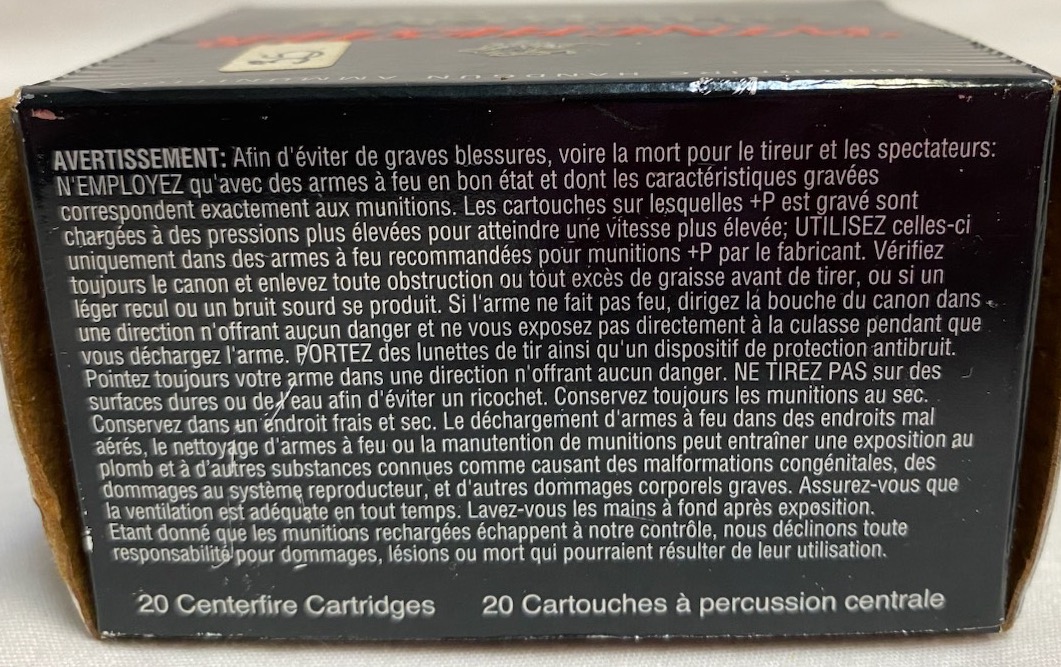 WINCHESTER
HANDGUN AMMUNITION
AVERTISSEMENT: Afin d'éviter de graves blessures, voire la mort pour le tireur et les spectateurs:
N'EMPLOYEZ qu'avec des armes à feu en bon état et dont les caractéristiques gravées
correspondent exactement aux munitions. Les cartouches sur lesquelles +P est gravé sont
chargées à des pressions plus élevées pour atteindre une vitesse plus élevée; UTILISEZ celles-ci
uniquement dans des armes à feu recommandées pour munitions +P par le fabricant. Vérifiez
toujours le canon et enlevez toute obstruction ou tout excès de graisse avant de tirer, ou si un
léger recul ou un bruit sourd se produit. Si l'arme ne fait pas feu, dirigez la bouche du canon dans
une direction n'offrant aucun danger et ne vous exposez pas directement à la culasse pendant que
vous déchargez l'arme. PORTEZ des lunettes de tir ainsi qu'un dispositif de protection antibruit.
Pointez toujours votre arme dans une direction n'offrant aucun danger. NE TIREZ PAS sur des
surfaces dures ou de l'eau afin d'éviter un ricochet. Conservez toujours les munitions au sec.
Conservez dans un endroit frais et sec. Le déchargement d'armes à feu dans des endroits mal
aérés, le nettoyage d'armes à feu ou la manutention de munitions peut entraîner une exposition au
plomb et à d'autres substances connues comme causant des malformations congénitales, des
dommages au système reproducteur, et d'autres dommages corporels graves. Assurez-vous que
la ventilation est adéquate en tout temps. Lavez-vous les mains à fond après exposition.
Etant donné que les munitions rechargées échappent à notre contrôle, nous déclinons toute
responsabilité pour dommages, lésions ou mort qui pourraient résulter de leur utilisation.
20 Centerfire Cartridges 20 Cartouches à percussion centrale